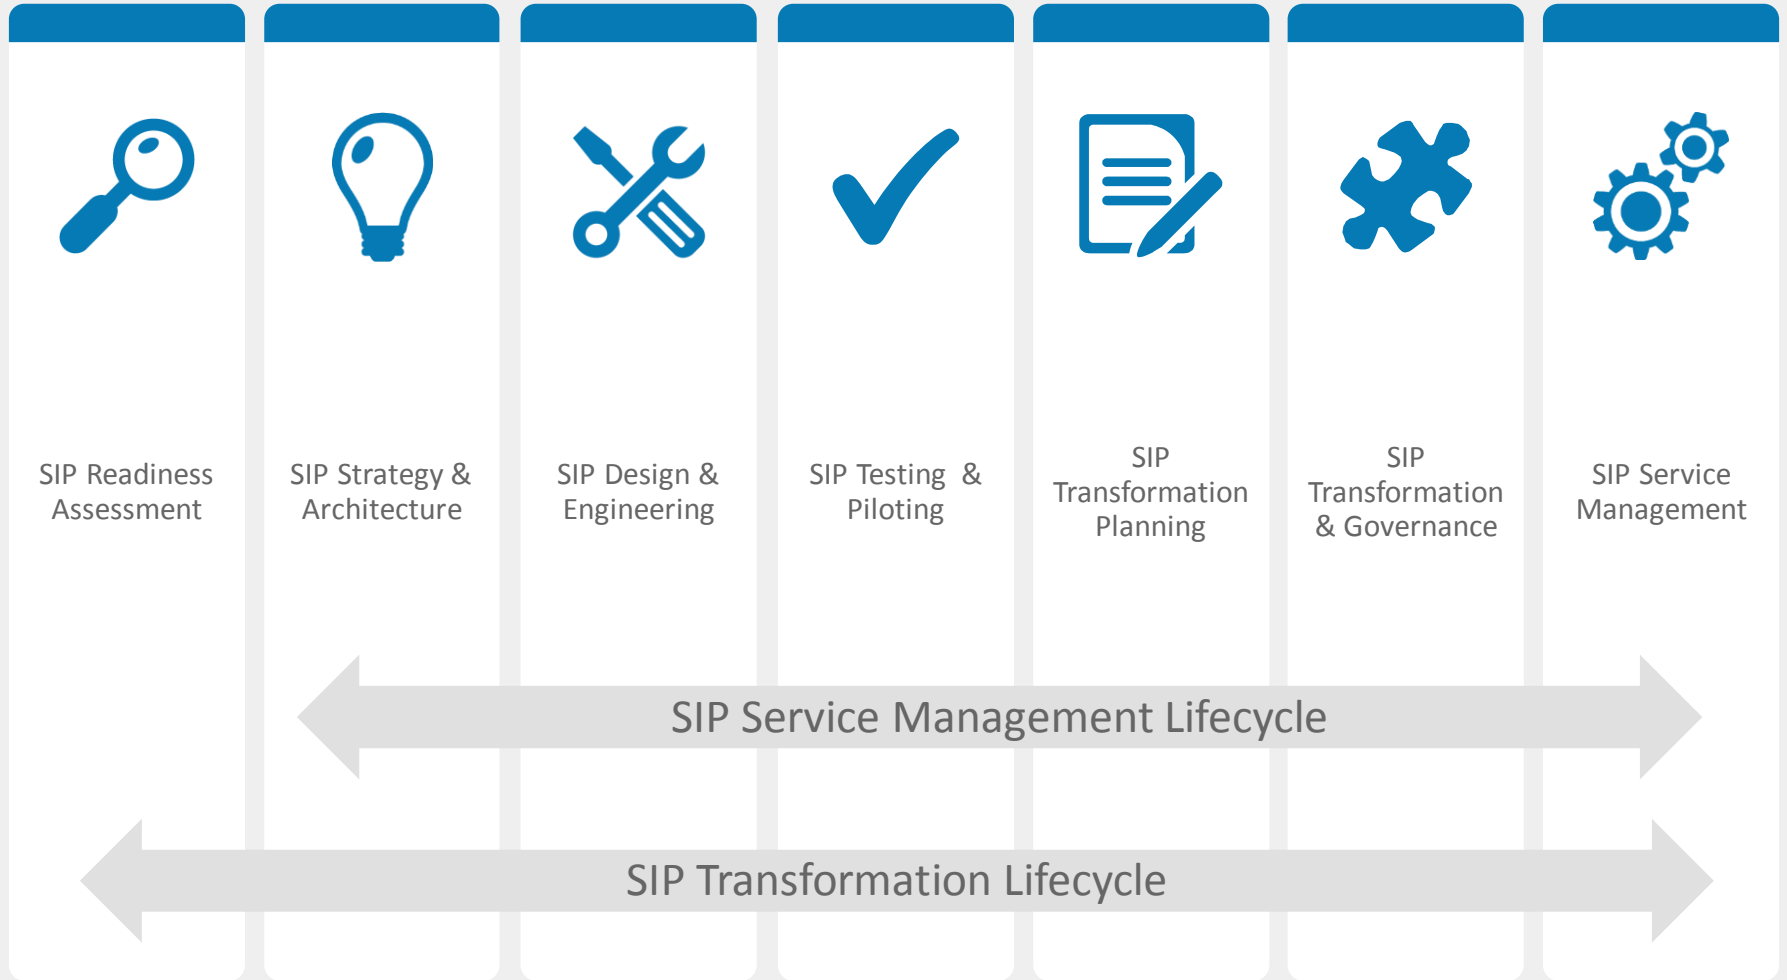 SIP Readiness
Assessment
SIP Strategy &
Architecture
SIP Design &
Engineering
SIP Testing  &
Piloting
SIP
Transformation
Planning
SIP
Transformation
& Governance
SIP Service
Management
SIP Service Management Lifecycle
SIP Transformation Lifecycle